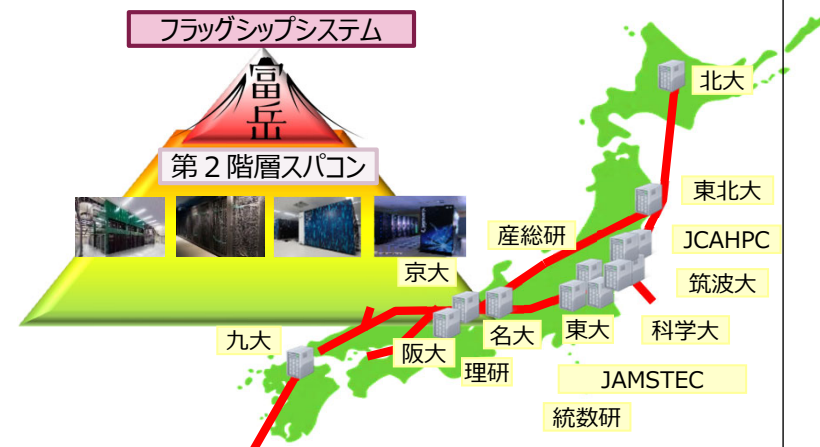 フラッグシップシステム
富岳
第２階層スパコン
北大
東北大
産総研
JCAHPC
京大
筑波大
九大
阪大
名大
東大
科学大
理研
JAMSTEC
統数研